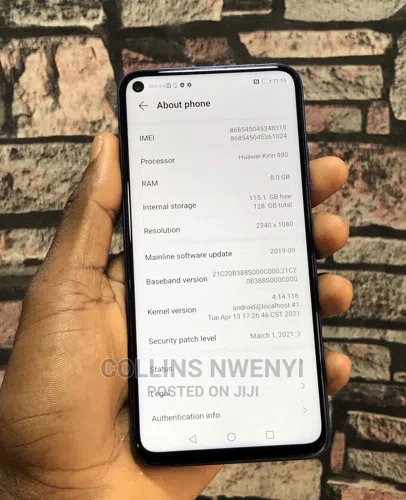 11:16
About phone
IMEI
868545045348310
868545045361024
Processor
Huawei Kirin 980
RAM
8.0 GB
Internal storage
115.1 GB free
128 GB total
Resolution
2340 x 1080
Mainline software update
2019-09
Baseband version
21C20B388S000C000,21C2
0B388S000C000
Kernel version
4.14.116
android@localhost #1
Tue Apr 13 17:26:46 CST 2021
Security patch level
March 1, 2021
Status
Legal
Authentication info
COLLINS NWENYI
POSTED ON JIJI